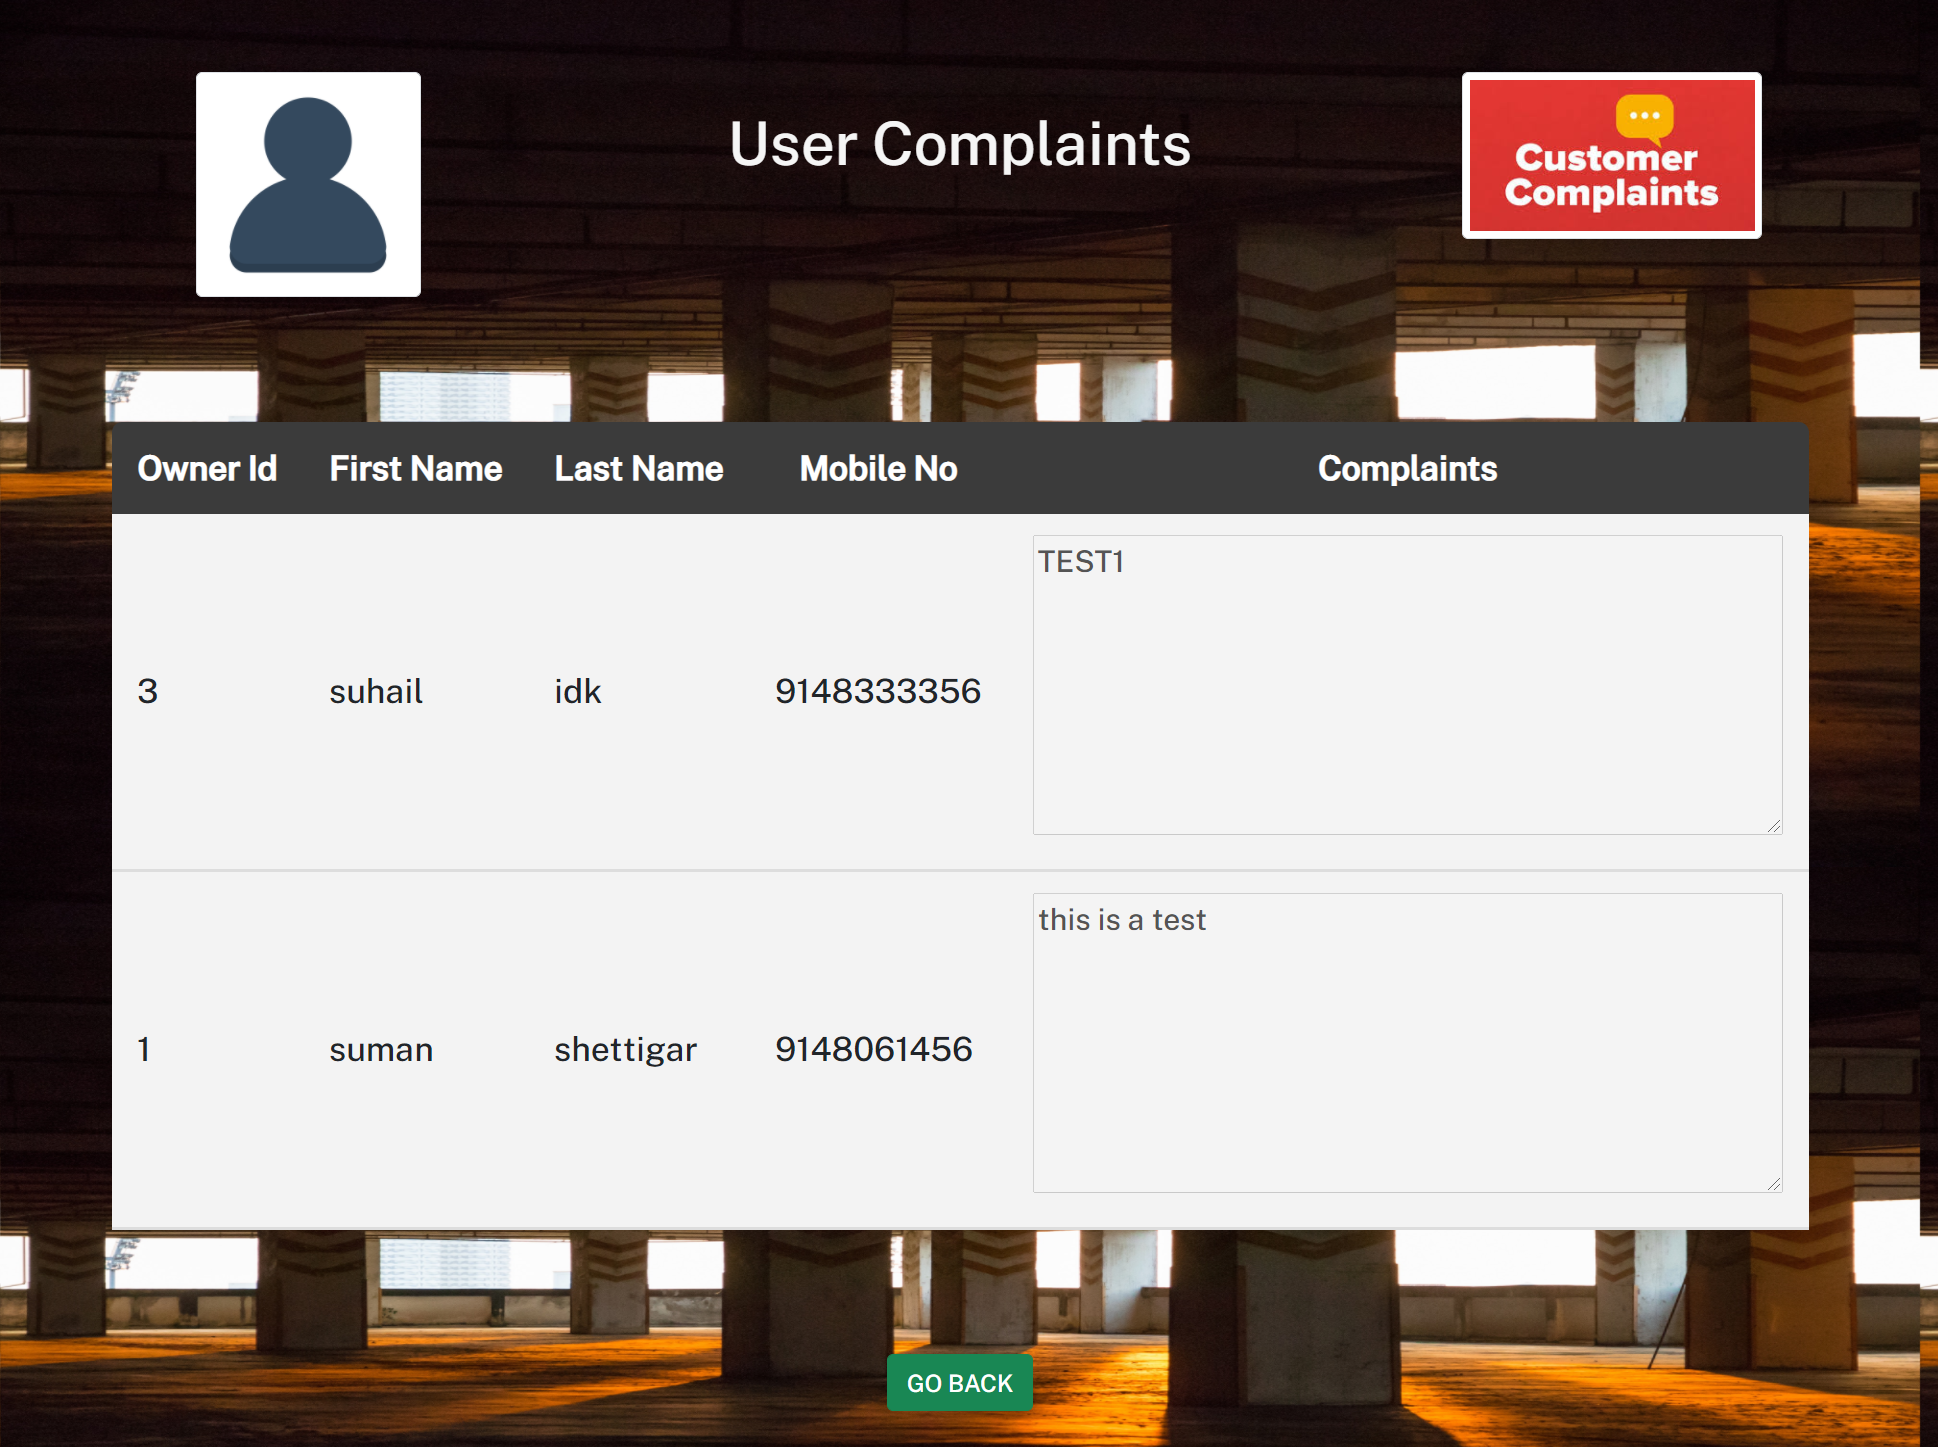 User Complaints
Customer
Complaints
Owner Id First Name Last Name Mobile No Complaints
3 suhail idk 9148333356 TEST1
1 suman shettigar 9148061456 this is a test
GO BACK